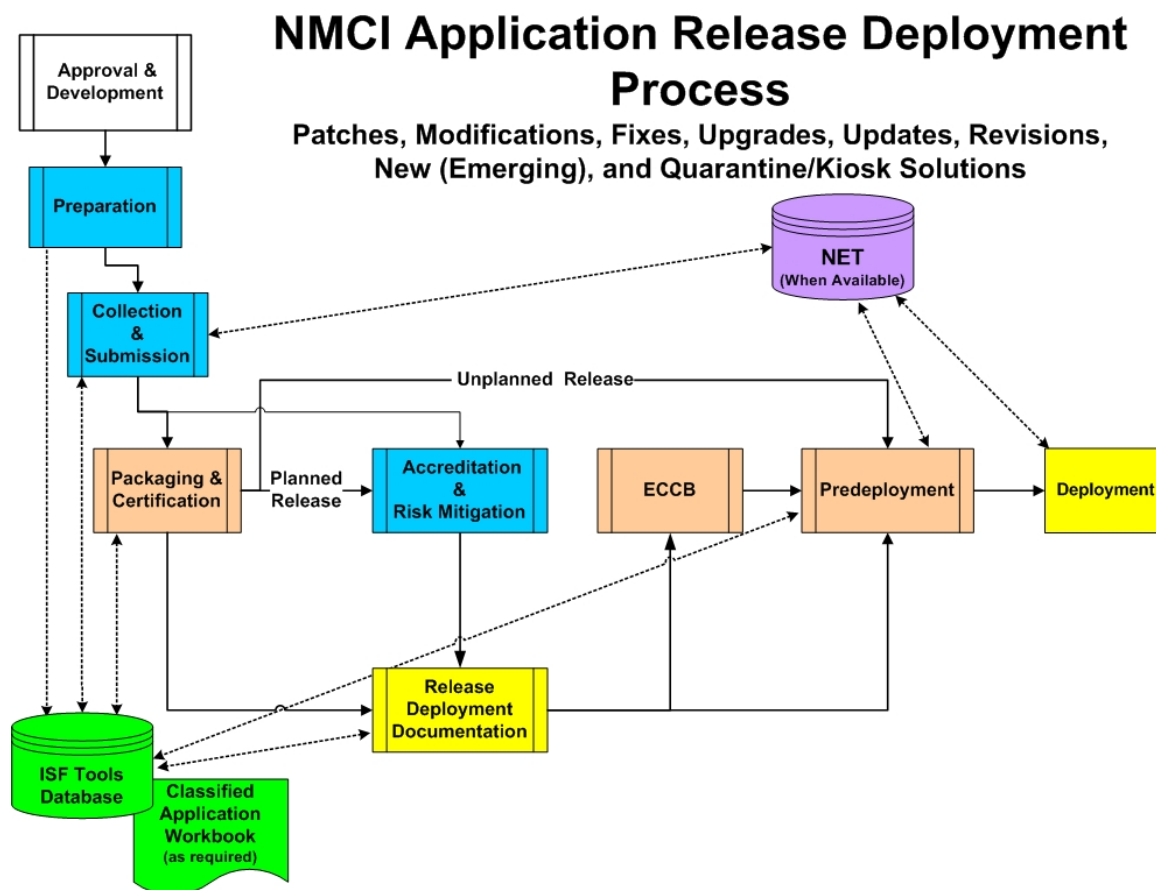 NMCI Application Release Deployment
Process
Patches, Modifications, Fixes, Upgrades, Updates, Revisions,
New (Emerging), and Quarantine/Kiosk Solutions
Approval &
Development
Preparation
NET
(When Available)
Collection
&
Submission
Unplanned Release
Packaging &
Certification
Planned
Release
Accreditation
&
Risk Mitigation
ECCB
Predeployment
Deployment
Release
Deployment
Documentation
ISF Tools
Database
Classified
Application
Workbook
(as required)